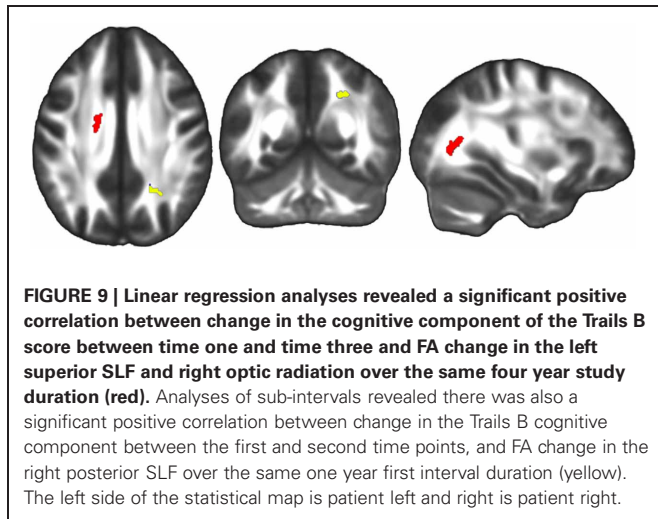 FIGURE 9 | Linear regression analyses revealed a significant positive
correlation between change in the cognitive component of the Trails B
score between time one and time three and FA change in the left
superior SLF and right optic radiation over the same four year study
duration (red). Analyses of sub-intervals revealed there was also a
significant positive correlation between change in the Trails B cognitive
component between the first and second time points, and FA change in the
right posterior SLF over the same one year first interval duration (yellow).
The left side of the statistical map is patient left and right is patient right.